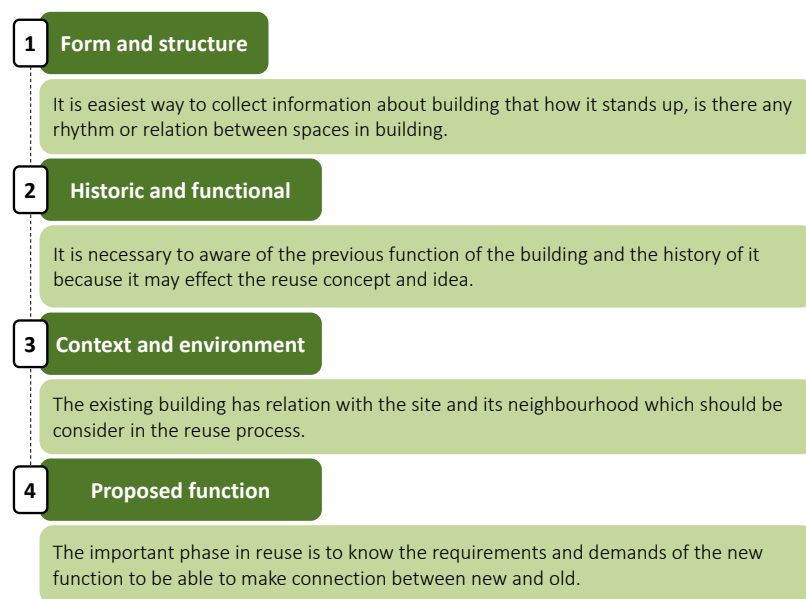 1
Form and structure
It is easiest way to collect information about building that how it stands up, is there any
rhythm or relation between spaces in building.
2
Historic and functional
It is necessary to aware of the previous function of the building and the history of it
because it may effect the reuse concept and idea.
3
Context and environment
The existing building has relation with the site and its neighbourhood which should be
consider in the reuse process.
4
Proposed function
The important phase in reuse is to know the requirements and demands of the new
function to be able to make connection between new and old.